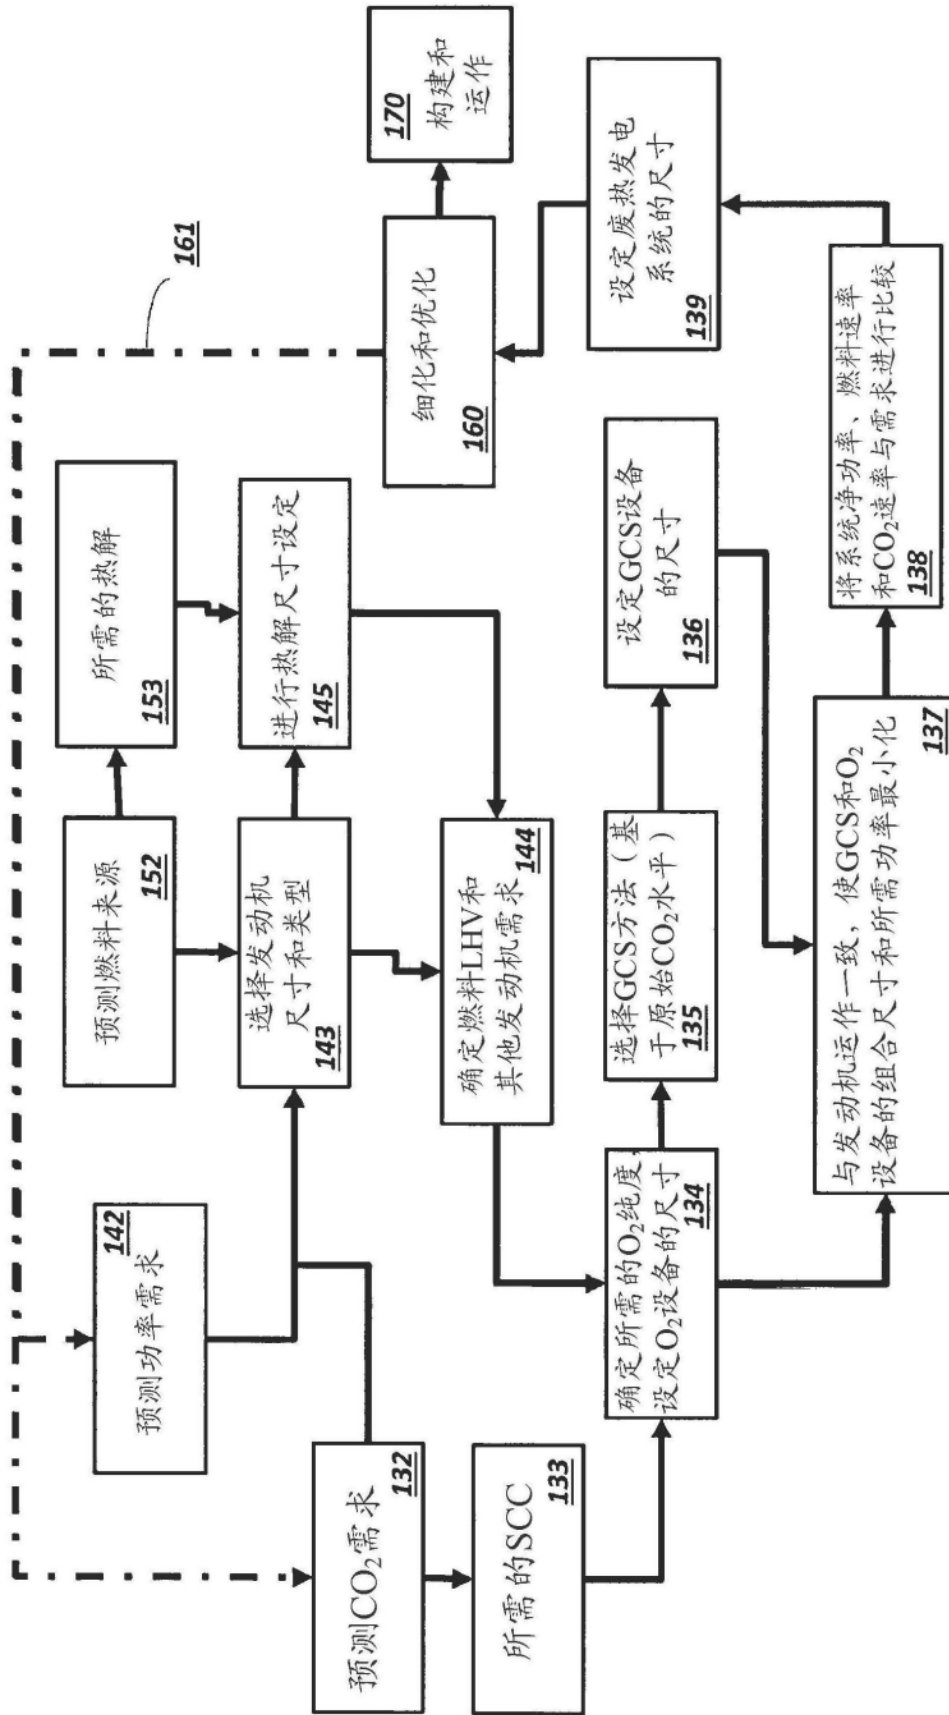 161
预测功率需求
142
预测燃料来源
152
所需的热解
153
预测CO₂需求
132
选择发动机
尺寸和类型
143
进行热解尺寸设定
145
细化和优化
160
170
构建和
运作
所需的SCC
133
确定燃料LHV和
其他发动机需求
144
确定所需的O₂纯度,
设定O₂设备的尺寸
134
选择GCS方法（基
于原始CO₂水平）
135
设定GCS设备
的尺寸
136
设定废热发电
系统的尺寸
139
与发动机运作一致，使GCS和O₂
设备的组合尺寸和所需功率最小化
137
将系统净功率、燃料速率
和CO₂速率与需求进行比较
138